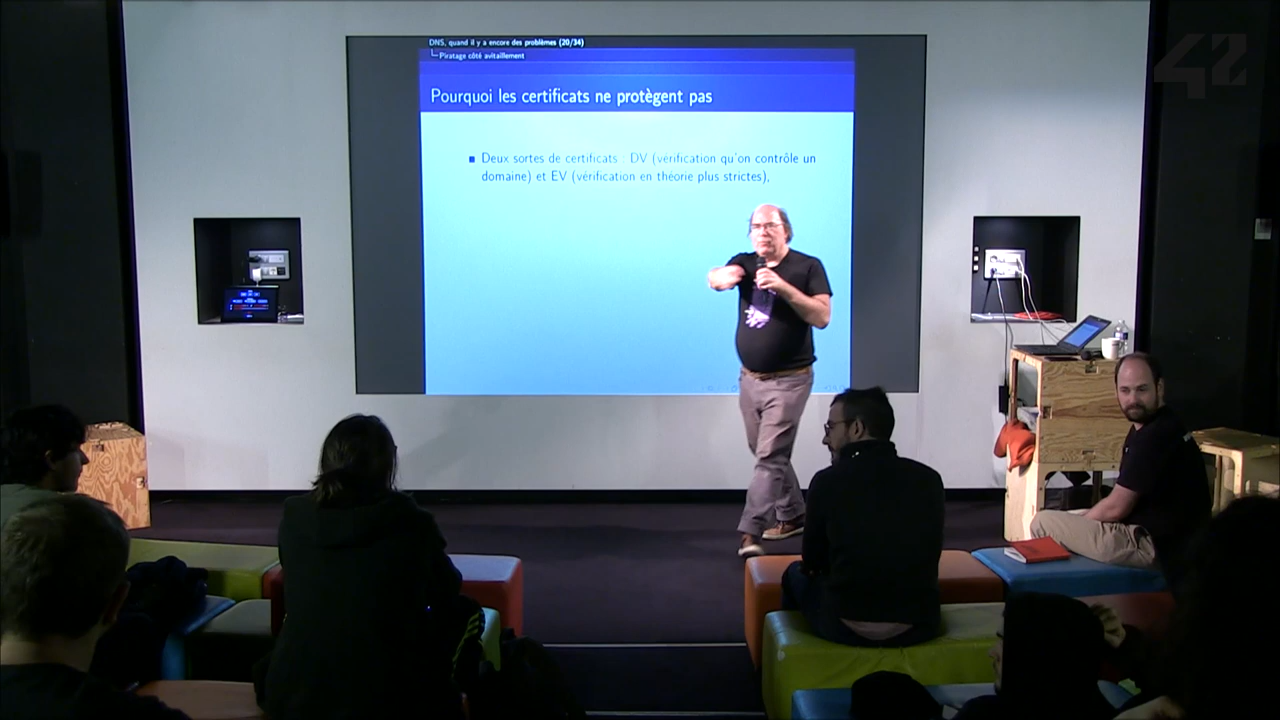 42
DNS, quand il y a encore des problèmes (20/34)
Piratage côté avitaillement
Pourquoi les certificats ne protègent pas
Deux sortes de certificats : DV (vérification qu'on contrôle un
domaine) et EV (vérification en théorie plus strictes),